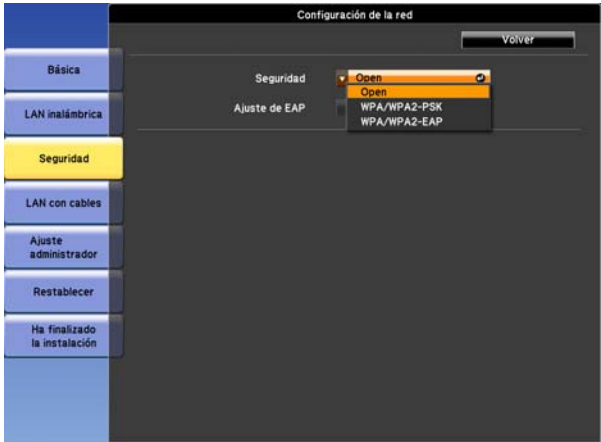 Configuración de la red
Volver
Básica
LAN inalámbrica
Seguridad
LAN con cables
Ajuste
administrador
Restablecer
Ha finalizado
la instalación
Seguridad
Open
Open
WPA/WPA2-PSK
WPA/WPA2-EAP
Ajuste de EAP